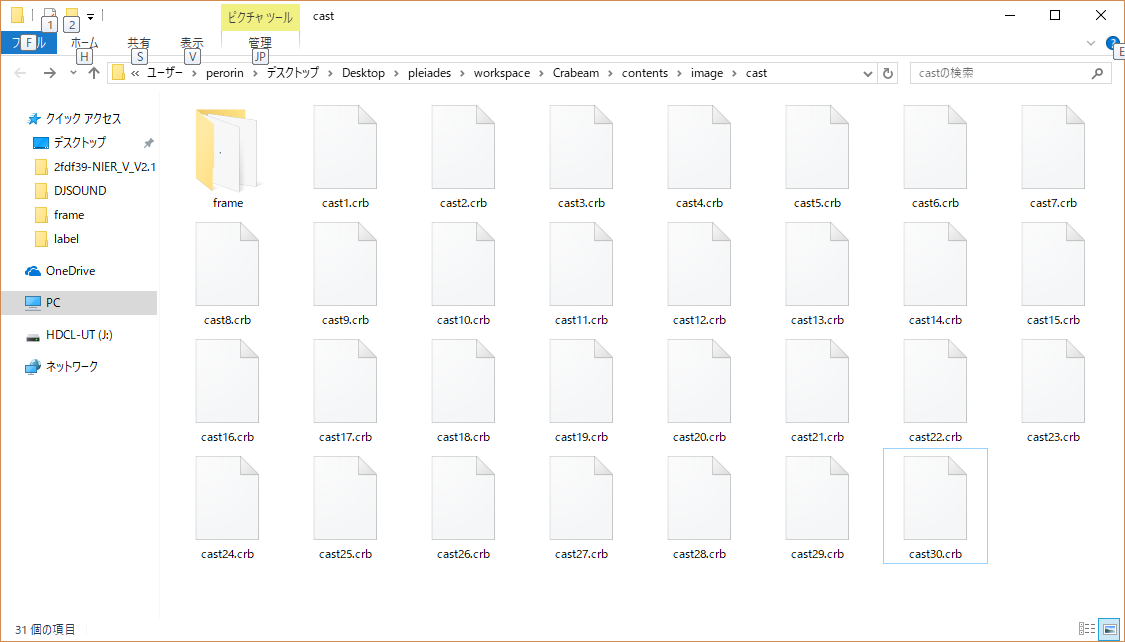 1 2 ピクチャ ツール cast
F ル ホーム 共有 表示 管理
H S V JP E
« ユーザー › perorin › デスクトップ › Desktop › pleiades › workspace › Crabeam › contents › image › cast castの検索
クイック アクセス
デスクトップ
2fdf39-NIER_V_V2.1
DJSOUND
frame
label
OneDrive
PC
HDCL-UT (J:)
ネットワーク
frame cast1.crb cast2.crb cast3.crb cast4.crb cast5.crb cast6.crb cast7.crb
cast8.crb cast9.crb cast10.crb cast11.crb cast12.crb cast13.crb cast14.crb cast15.crb
cast16.crb cast17.crb cast18.crb cast19.crb cast20.crb cast21.crb cast22.crb cast23.crb
cast24.crb cast25.crb cast26.crb cast27.crb cast28.crb cast29.crb cast30.crb
31 個の項目